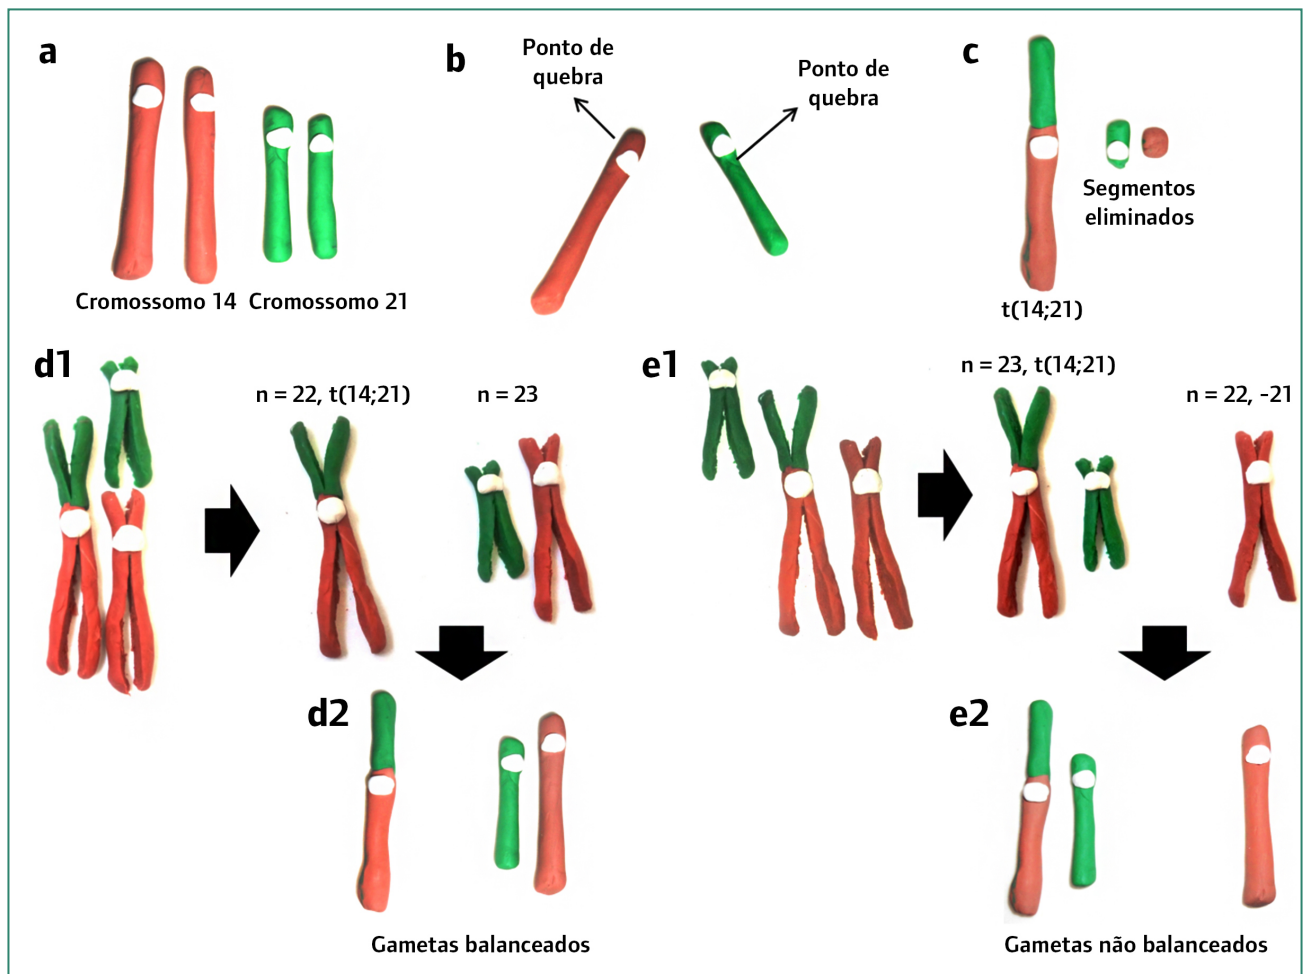 a
b
Ponto de
quebra
Ponto de
quebra
c
Segmentos
eliminados
Cromossomo 14
Cromossomo 21
t(14;21)
d1
n = 22, t(14;21)
n = 23
e1
n = 23, t(14;21)
n = 22, -21
d2
Gametas balanceados
e2
Gametas não balanceados